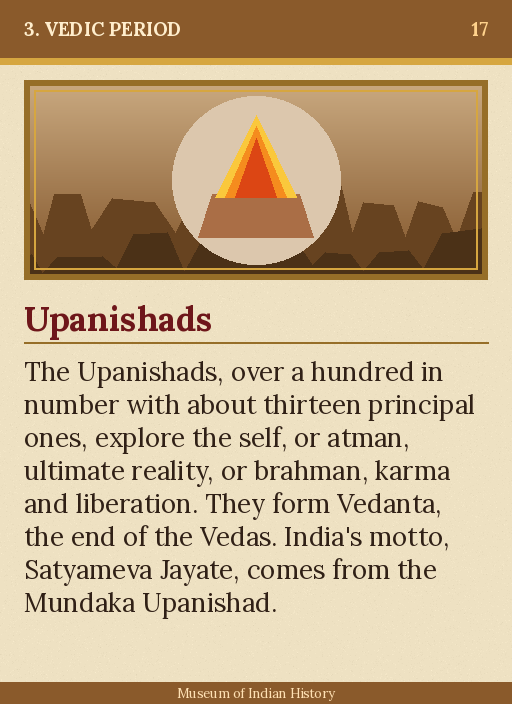 3. VEDIC PERIOD
17
Upanishads
The Upanishads, over a hundred in
number with about thirteen principal
ones, explore the self, or atman,
ultimate reality, or brahman, karma
and liberation. They form Vedanta,
the end of the Vedas. India's motto,
Satyameva Jayate, comes from the
Mundaka Upanishad.
Museum of Indian History